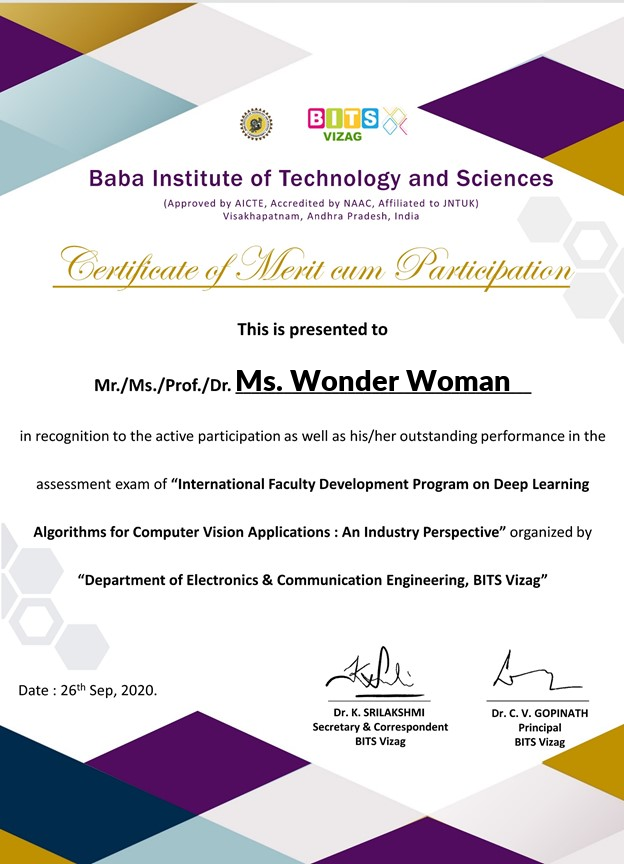 BITS
VIZAG
Baba Institute of Technology and Sciences
(Approved by AICTE, Accredited by NAAC, Affiliated to JNTUK)
Visakhapatnam, Andhra Pradesh, India
Certificate of Merit cum Participation
This is presented to
Mr./Ms./Prof./Dr. Ms. Wonder Woman
in recognition to the active participation as well as his/her outstanding performance in the
assessment exam of “International Faculty Development Program on Deep Learning
Algorithms for Computer Vision Applications : An Industry Perspective” organized by
“Department of Electronics & Communication Engineering, BITS Vizag”
Date : 26th Sep, 2020.
Dr. K. SRILAKSHMI
Secretary & Correspondent
BITS Vizag
Dr. C. V. GOPINATH
Principal
BITS Vizag